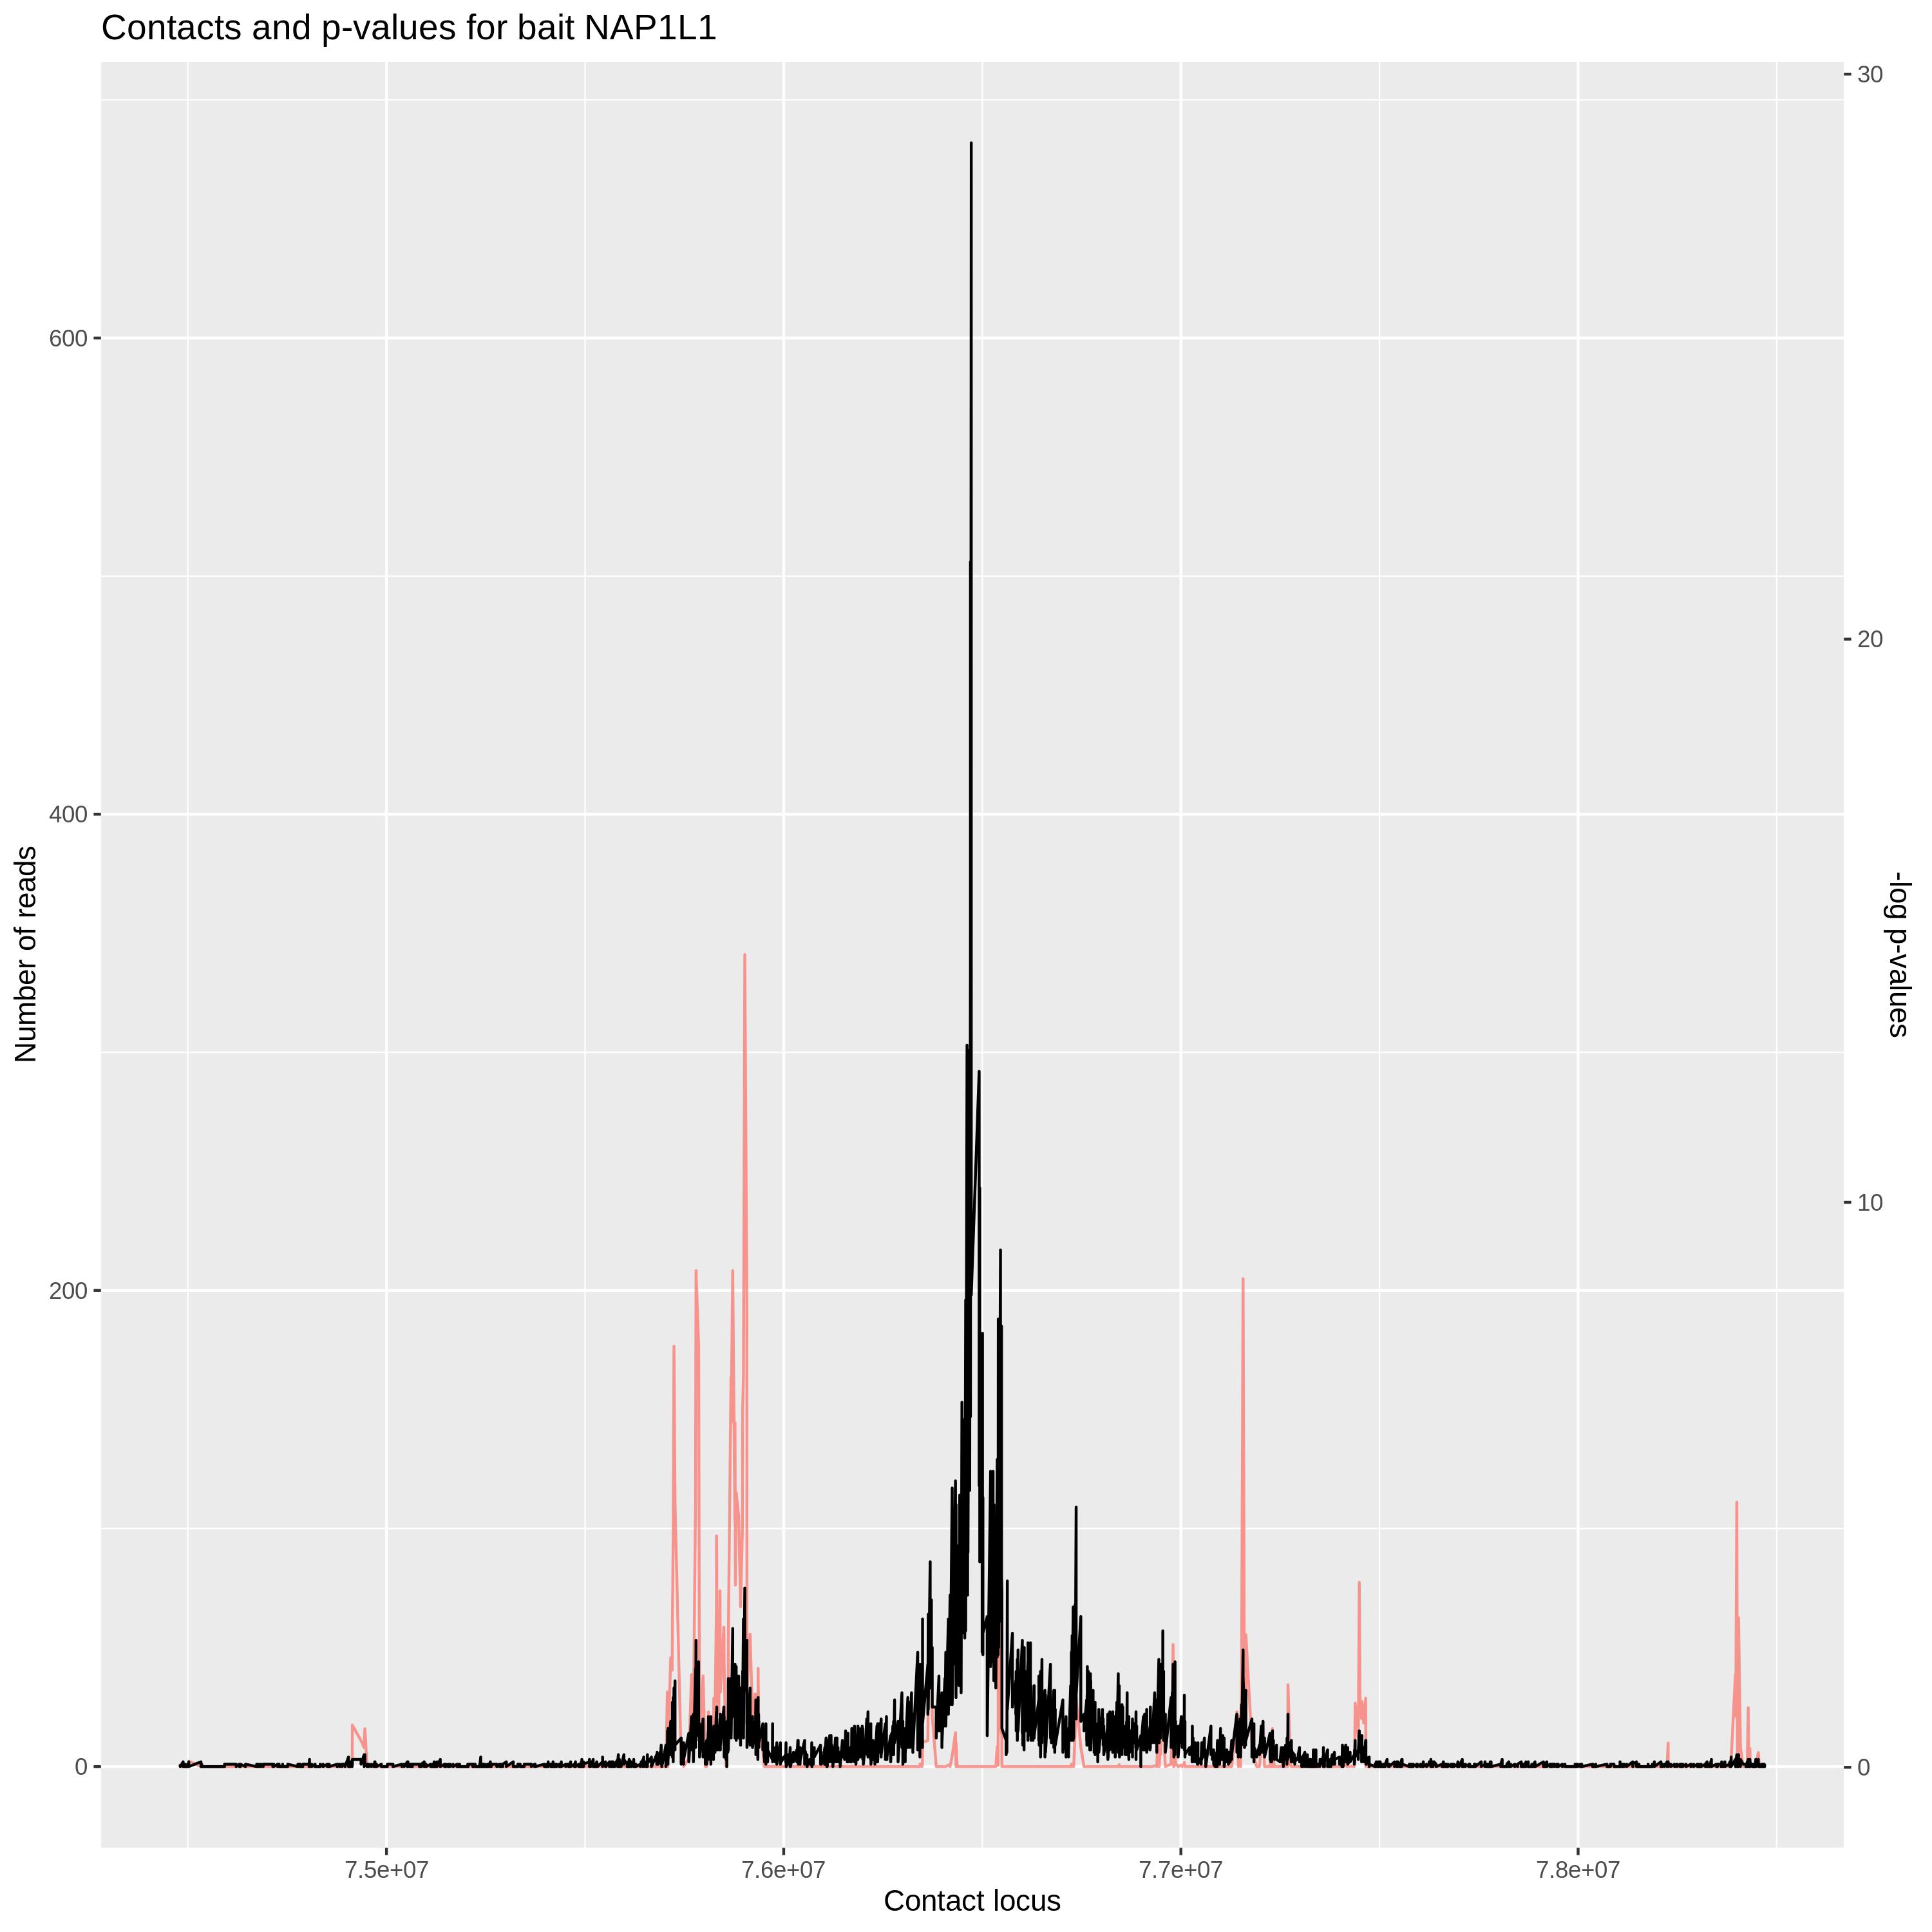 Contacts and p-values for bait NAP1L1
30
600
20
400
Number of reads
-log p-values
10
200
0
0
7.5e+07
7.6e+07
7.7e+07
7.8e+07
Contact locus